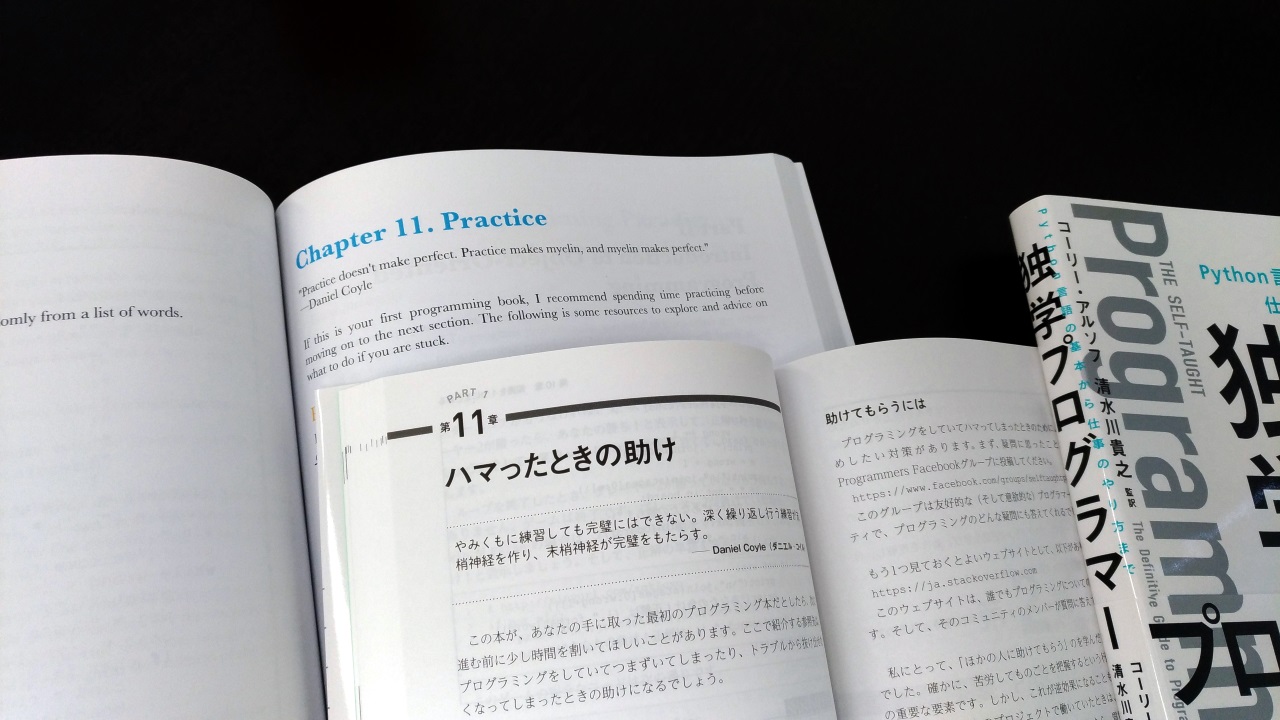 omly from a list of words.
Chapter 11. Practice
"Practice doesn't make perfect. Practice makes myelin, and myelin makes perfect."
—Daniel Coyle
If this is your first programming book, I recommend spending time practicing before
moving on to the next section. The following is some resources to explore and advice on
what to do if you are stuck.
PART 1
第11章
ハマったときの助け
やみくもに練習しても完璧にはできない。深く繰り返し行う練習が
梢神経を作り、末梢神経が完璧をもたらす。
—— Daniel Coyle（ダニエル・コイル
この本が、あなたの手に取った最初のプログラミング本だとしたら、
進む前に少し時間を割いてほしいことがあります。ここで紹介する
プログラミングをしていてつまずいてしまったり、トラブルから抜け
くなってしまったときの助けになるでしょう。
助けてもらうには
プログラミングをしていてハマってしまったときのために、
めしたい対策があります。まず、疑問に思ったこと
Programmers Facebookグループに投稿してください。
https://www.facebook.com/groups/selftaught
このグループは友好的な（そして意欲的な）プログラマー
ティで、プログラミングのどんな疑問にも答えてくれるで
もう1つ見ておくとよいウェブサイトとして、以下が
https://ja.stackoverflow.com
このウェブサイトは、誰でもプログラミングについて
す。そして、そのコミュニティのメンバーが質問に答え
私にとって、「ほかの人に助けてもらう」のを学んだ
でした。確かに、苦労してものごとを把握するという
の重要な要素です。しかし、これが逆効果になること
のプロジェクトで働いていたときは
Python言語の基本から仕事のやり方まで
独学プログラマー
コーリー・アルソフ 著
清水川貴之 監訳
コーリ
清水川
Programm
THE SELF-TAUGHT
The Definitive Guide to Progr
Python言
仕
独
学
プロ